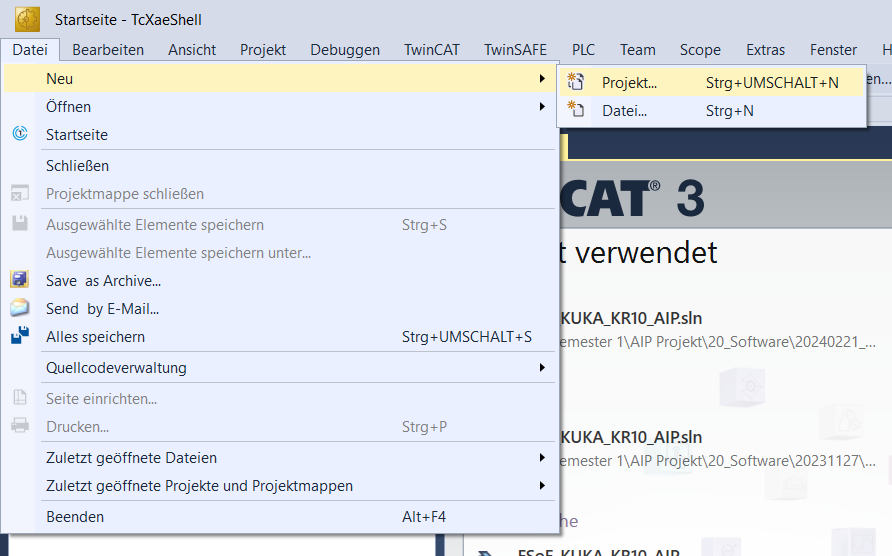 Startseite - TcXaeShell
Datei Bearbeiten Ansicht Projekt Debuggen TwinCAT TwinSAFE PLC Team Scope Extras Fenster H
Neu
Projekt... Strg+UMSCHALT+N
en...
Öffnen
Datei... Strg+N
Startseite
Schließen
Projektmappe schließen
CAT® 3
Ausgewählte Elemente speichern Strg+S
Ausgewählte Elemente speichern unter...
t verwendet
Save as Archive...
Send by E-Mail...
KUKA_KR10_AIP.sln
Alles speichern Strg+UMSCHALT+S
emester 1\AIP Projekt\20_Software\20240221_...
Quellcodeverwaltung
Seite einrichten...
Drucken... Strg+P
KUKA_KR10_AIP.sln
Zuletzt geöffnete Dateien
emester 1\AIP Projekt\20_Software\20231127\...
Zuletzt geöffnete Projekte und Projektmappen
Beenden Alt+F4
he